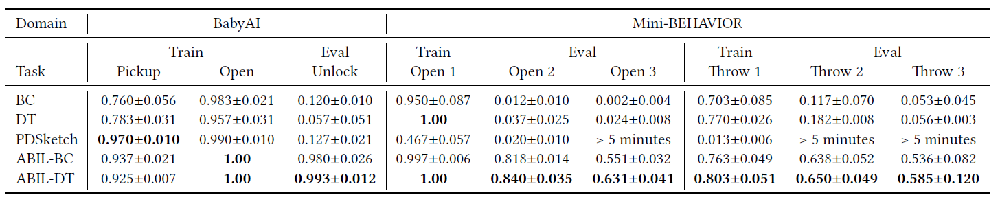 Domain BabyAI Mini-BEHAVIOR
Train Eval Train Eval Train Eval
Task Pickup Open Unlock Open 1 Open 2 Open 3 Throw 1 Throw 2 Throw 3
BC 0.760±0.056 0.983±0.021 0.120±0.010 0.950±0.087 0.012±0.010 0.002±0.004 0.703±0.085 0.117±0.070 0.053±0.045
DT 0.783±0.031 0.957±0.031 0.057±0.051 1.00 0.037±0.025 0.024±0.008 0.770±0.026 0.182±0.008 0.056±0.003
PDSketch 0.970±0.010 0.990±0.010 0.127±0.021 0.467±0.057 0.020±0.010 > 5 minutes 0.013±0.006 > 5 minutes > 5 minutes
ABIL-BC 0.937±0.021 1.00 0.980±0.026 0.997±0.006 0.818±0.014 0.551±0.032 0.763±0.049 0.638±0.052 0.536±0.082
ABIL-DT 0.925±0.007 1.00 0.993±0.012 1.00 0.840±0.035 0.631±0.041 0.803±0.051 0.650±0.049 0.585±0.120